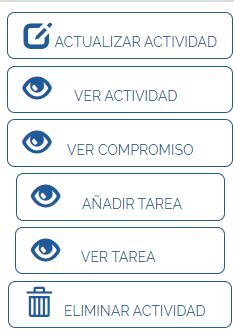 ACTUALIZAR ACTIVIDAD
VER ACTIVIDAD
VER COMPROMISO
AÑADIR TAREA
VER TAREA
ELIMINAR ACTIVIDAD